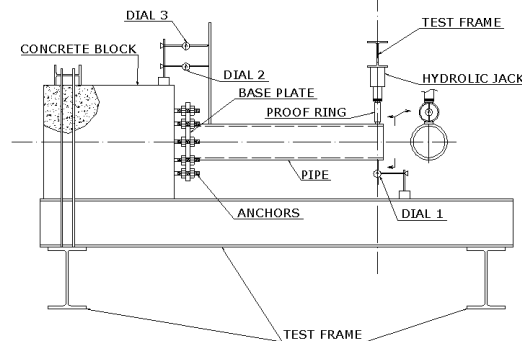 DIAL 3
TEST FRAME
CONCRETE BLOCK
DIAL 2
HYDROLIC JACK
BASE PLATE
PROOF RING
PIPE
ANCHORS
DIAL 1
TEST FRAME